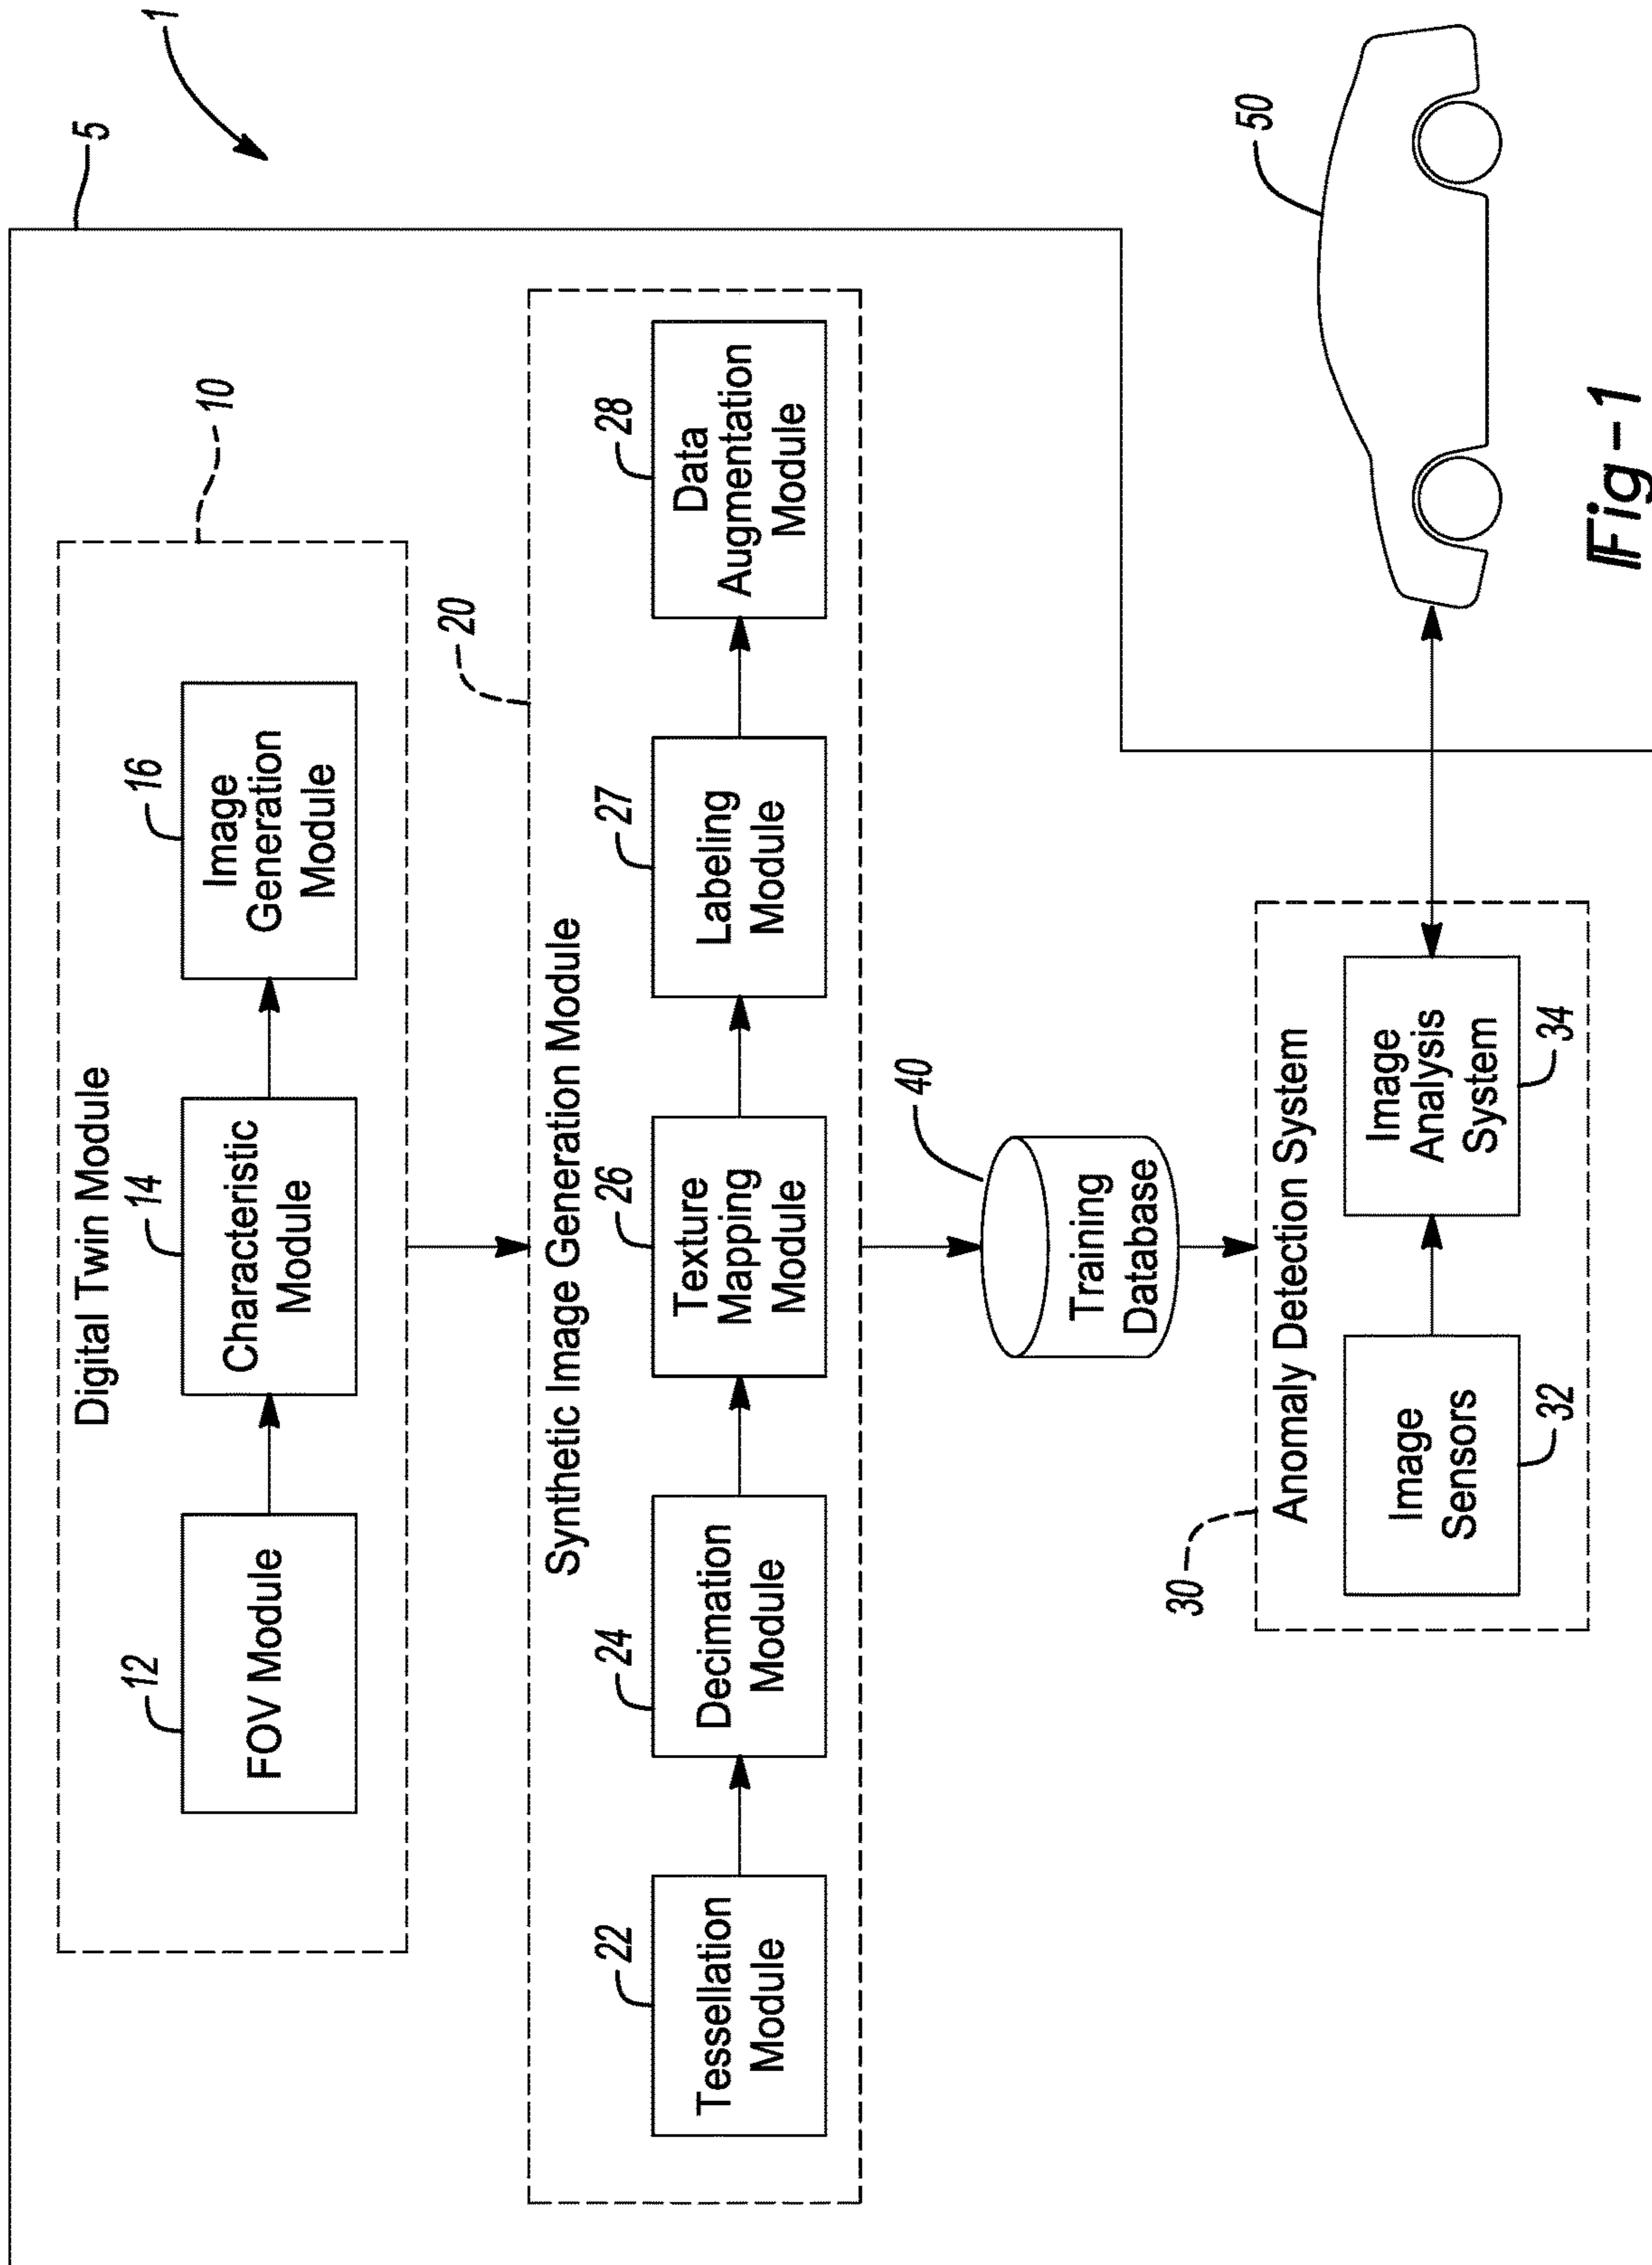 1
5
Digital Twin Module
10
12
FOV Module
14
Characteristic
Module
16
Image
Generation
Module
20
Synthetic Image Generation Module
22
Tessellation
Module
24
Decimation
Module
26
Texture
Mapping
Module
27
Labeling
Module
28
Data
Augmentation
Module
40
Training
Database
30
Anomaly Detection System
Image
Sensors
32
Image
Analysis
System
34
50
Fig-1